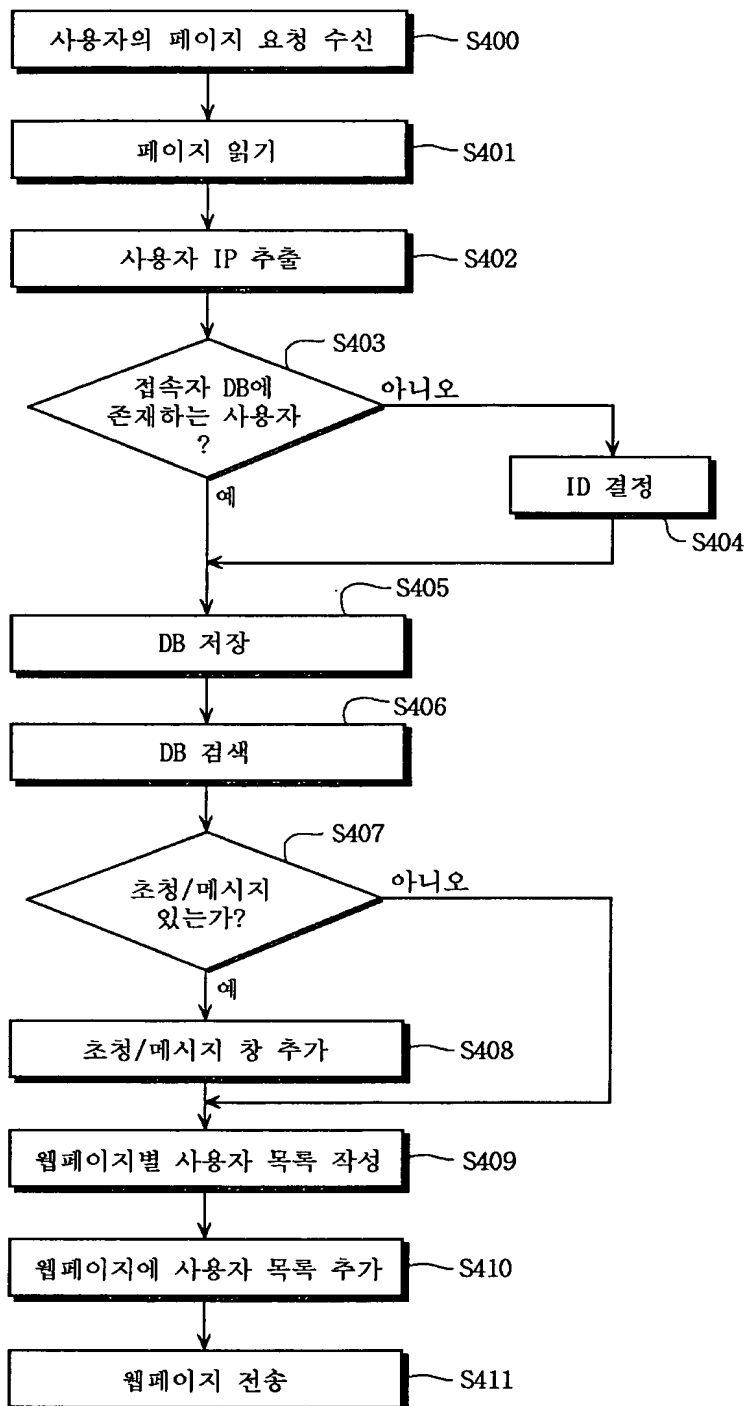 사용자의 페이지 요청 수신
S400
페이지 읽기
S401
사용자 IP 추출
S402
S403
접속자 DB에
존재하는 사용자
?
아니오
예
ID 결정
S404
S405
DB 저장
S406
DB 검색
S407
초청/메시지
있는가?
아니오
예
초청/메시지 창 추가
S408
웹페이지별 사용자 목록 작성
S409
웹페이지에 사용자 목록 추가
S410
웹페이지 전송
S411